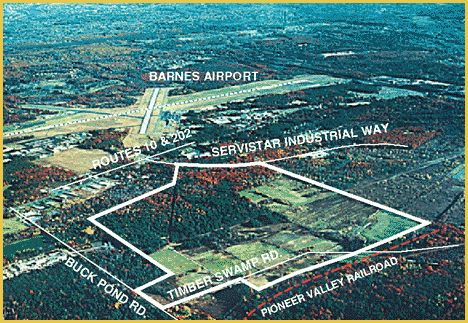 BARNES AIRPORT
ROUTES 10 & 202
SERVISTAR INDUSTRIAL WAY
BUCK POND RD.
TIMBER SWAMP RD.
PIONEER VALLEY RAILROAD